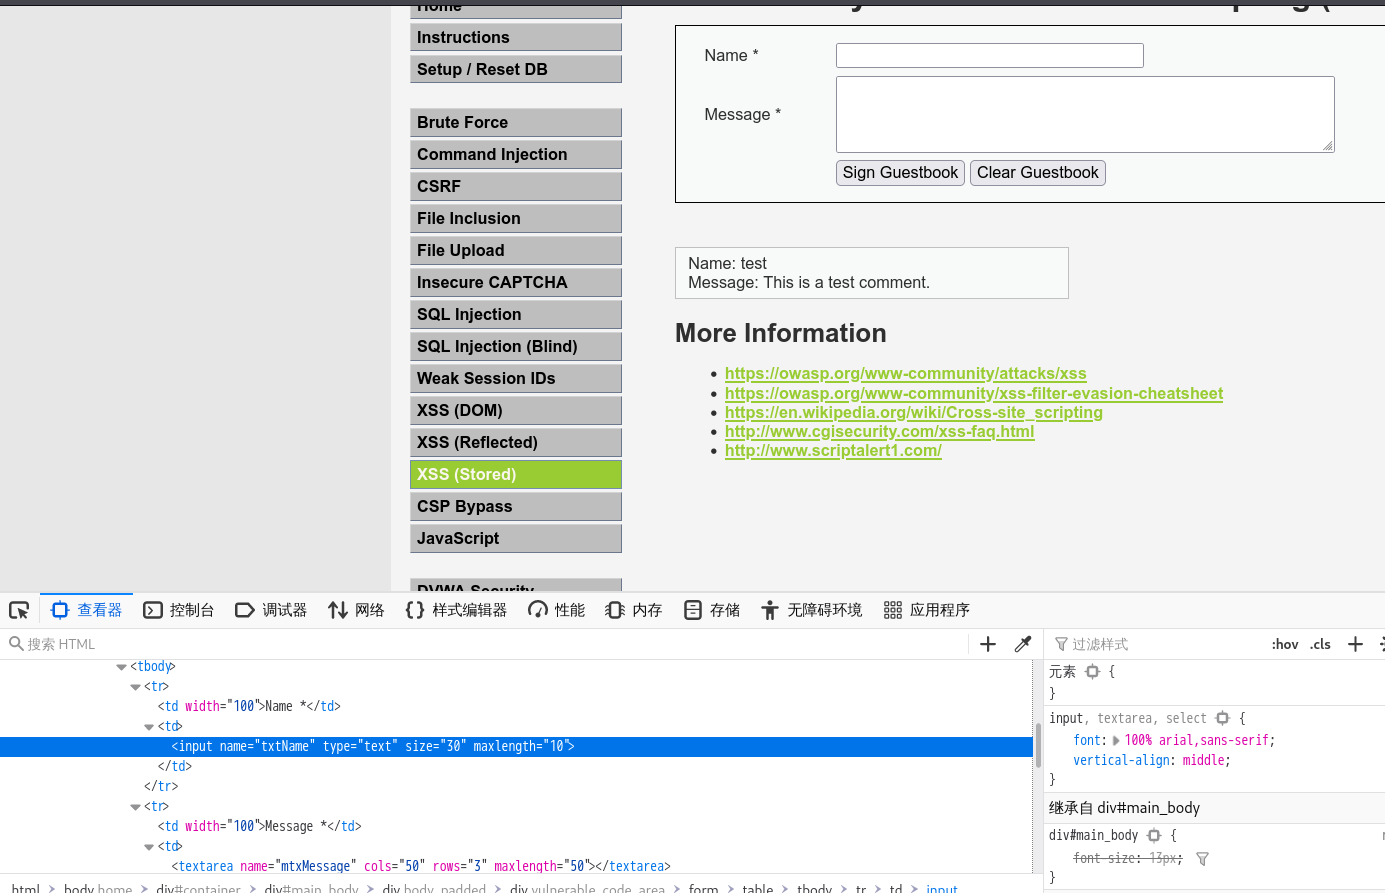 Home
Instructions
Setup / Reset DB
Brute Force
Command Injection
CSRF
File Inclusion
File Upload
Insecure CAPTCHA
SQL Injection
SQL Injection (Blind)
Weak Session IDs
XSS (DOM)
XSS (Reflected)
XSS (Stored)
CSP Bypass
JavaScript
DVWA Security
Name *
Message *
Sign Guestbook Clear Guestbook
Name: test
Message: This is a test comment.
More Information
• https://owasp.org/www-community/attacks/xss
• https://owasp.org/www-community/xss-filter-evasion-cheatsheet
• https://en.wikipedia.org/wiki/Cross-site_scripting
• http://www.cgisecurity.com/xss-faq.html
• http://www.scriptalert1.com/
查看器 控制台 调试器 网络 {} 样式编辑器 性能 内存 存储 无障碍环境 应用程序
搜索 HTML
<tbody>
<tr>
<td width="100">Name *</td>
<td>
<input name="txtName" type="text" size="30" maxlength="10">
</td>
</tr>
<tr>
<td width="100">Message *</td>
<td>
<textarea name="mtxMessage" cols="50" rows="3" maxlength="50"></textarea>
html > body.home > div#container > div#main_body > div.body_padded > div.vulnerable_code_area > form > table > tbody > tr > td > input
过滤样式 :hov .cls +
元素 {
}
input, textarea, select {
font: 100% arial,sans-serif;
vertical-align: middle;
}
继承自 div#main_body
div#main_body {
font-size: 13px;
}